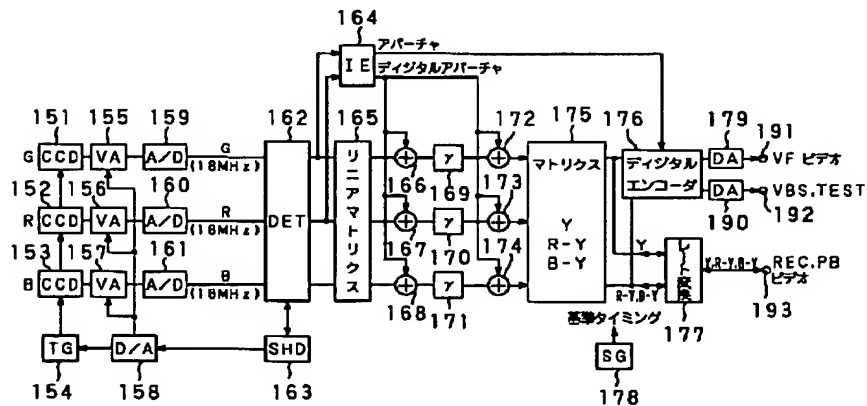 164
アパーチャ
IE
ディジタルアパーチャ
151
155
159
162
165
172
175
176
179
191
G
CCD
VA
A/D
G
(18MHz)
166
γ
169
DA
VF ビデオ
152
156
160
リニアマトリクス
173
マトリクス
ディジタル
エンコーダ
R
CCD
VA
A/D
R
(18MHz)
DET
167
γ
170
Y
R-Y
B-Y
DA
VBS.TEST
190
192
153
157
161
174
Y
レート変換
Y,R-Y,B-Y
REC.PB
ビデオ
B
CCD
VA
A/D
B
(18MHz)
168
γ
171
R-Y,B-Y
177
193
基準タイミング
TG
D/A
SHD
SG
154
158
163
178